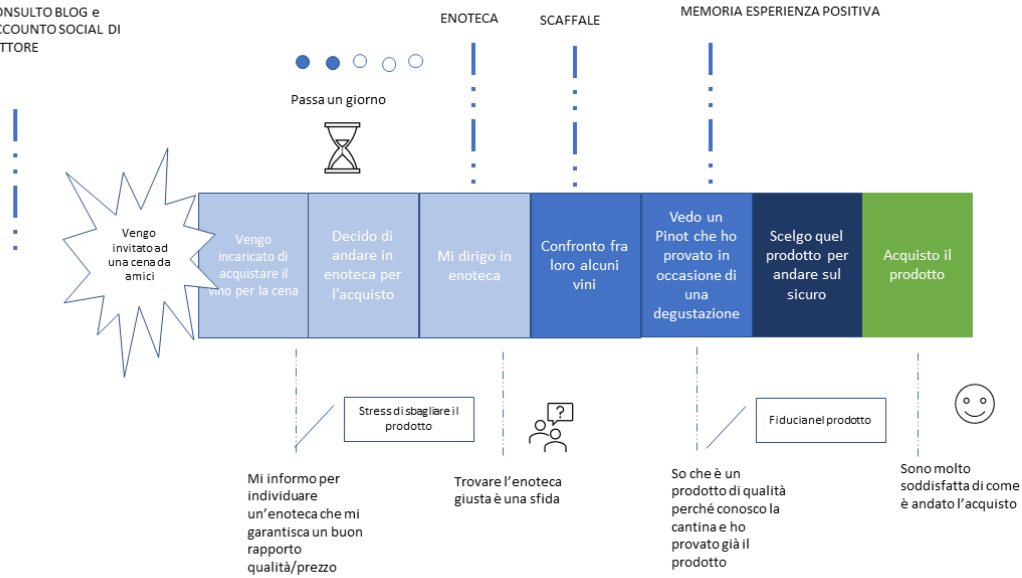 ONSULTO BLOG e
CCOUNTO SOCIAL DI
TTORE
ENOTECA
SCAFFALE
MEMORIA ESPERIENZA POSITIVA
Passa un giorno
Vengo
invitato ad
una cena da
amici
Vengo
incaricato di
acquistare il
vino per la cena
Decido di
andare in
enoteca per
l'acquisto
Mi dirigo in
enoteca
Confronto fra
loro alcuni
vini
Vedo un
Pinot che ho
provato in
occasione di
una
degustazione
Scelgo quel
prodotto per
andare sul
sicuro
Acquisto il
prodotto
Stress di sbagliare il
prodotto
?
Fiducia nel prodotto
Mi informo per
individuare
un'enoteca che mi
garantisca un buon
rapporto
qualità/prezzo
Trovare l'enoteca
giusta è una sfida
So che è un
prodotto di qualità
perché conosco la
cantina e ho
provato già il
prodotto
Sono molto
soddisfatta di come
è andato l'acquisto